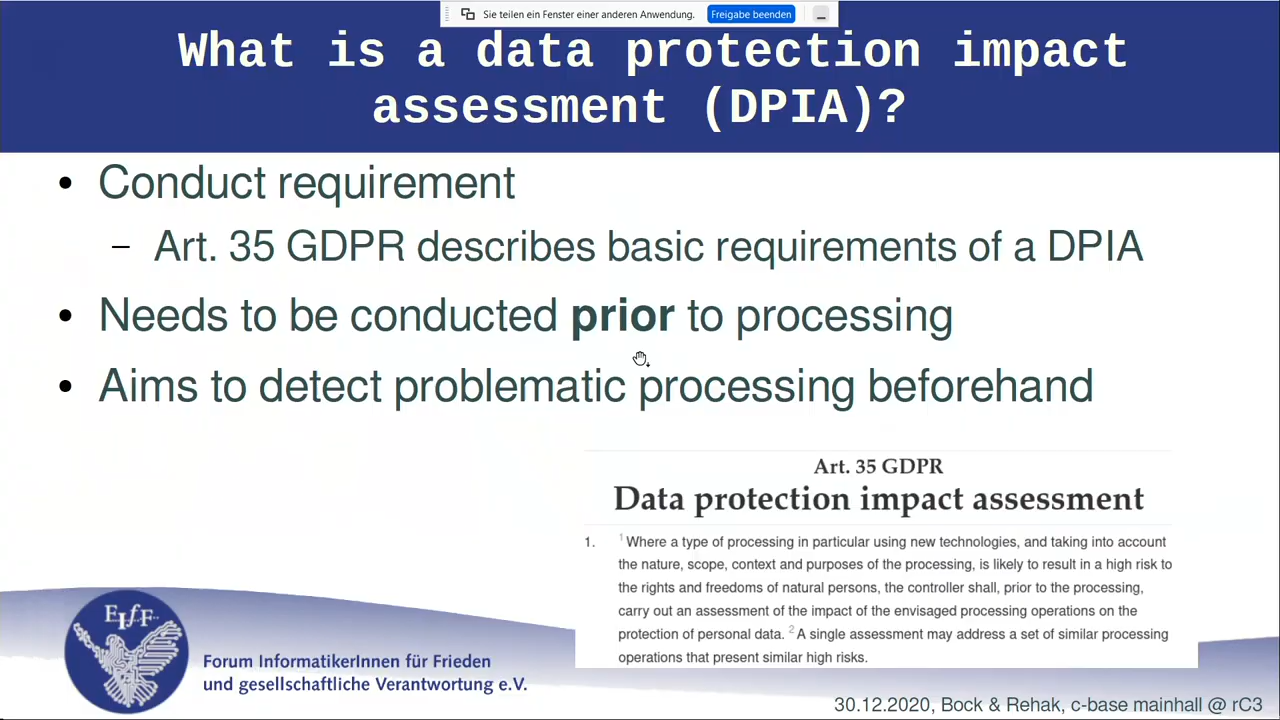 Sie teilen ein Fenster einer anderen Anwendung. Freigabe beenden
What is a data protection impact
assessment (DPIA)?
• Conduct requirement
– Art. 35 GDPR describes basic requirements of a DPIA
• Needs to be conducted prior to processing
• Aims to detect problematic processing beforehand
Art. 35 GDPR
Data protection impact assessment
1. 1 Where a type of processing in particular using new technologies, and taking into account
the nature, scope, context and purposes of the processing, is likely to result in a high risk to
the rights and freedoms of natural persons, the controller shall, prior to the processing,
carry out an assessment of the impact of the envisaged processing operations on the
protection of personal data. 2 A single assessment may address a set of similar processing
operations that present similar high risks.
FIfF
Forum InformatikerInnen für Frieden
und gesellschaftliche Verantwortung e.V.
30.12.2020, Bock & Rehak, c-base mainhall @ rC3